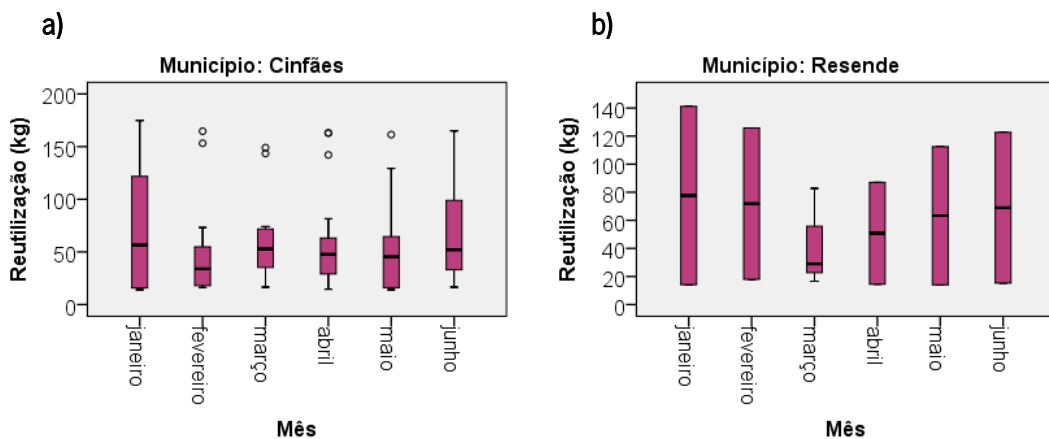 a)
Município: Cinfães
Reutilização (kg)
200
150
100
50
0
janeiro
fevereiro
março
abril
maio
junho
Mês
b)
Município: Resende
Reutilização (kg)
140
120
100
80
60
40
20
0
janeiro
fevereiro
março
abril
maio
junho
Mês